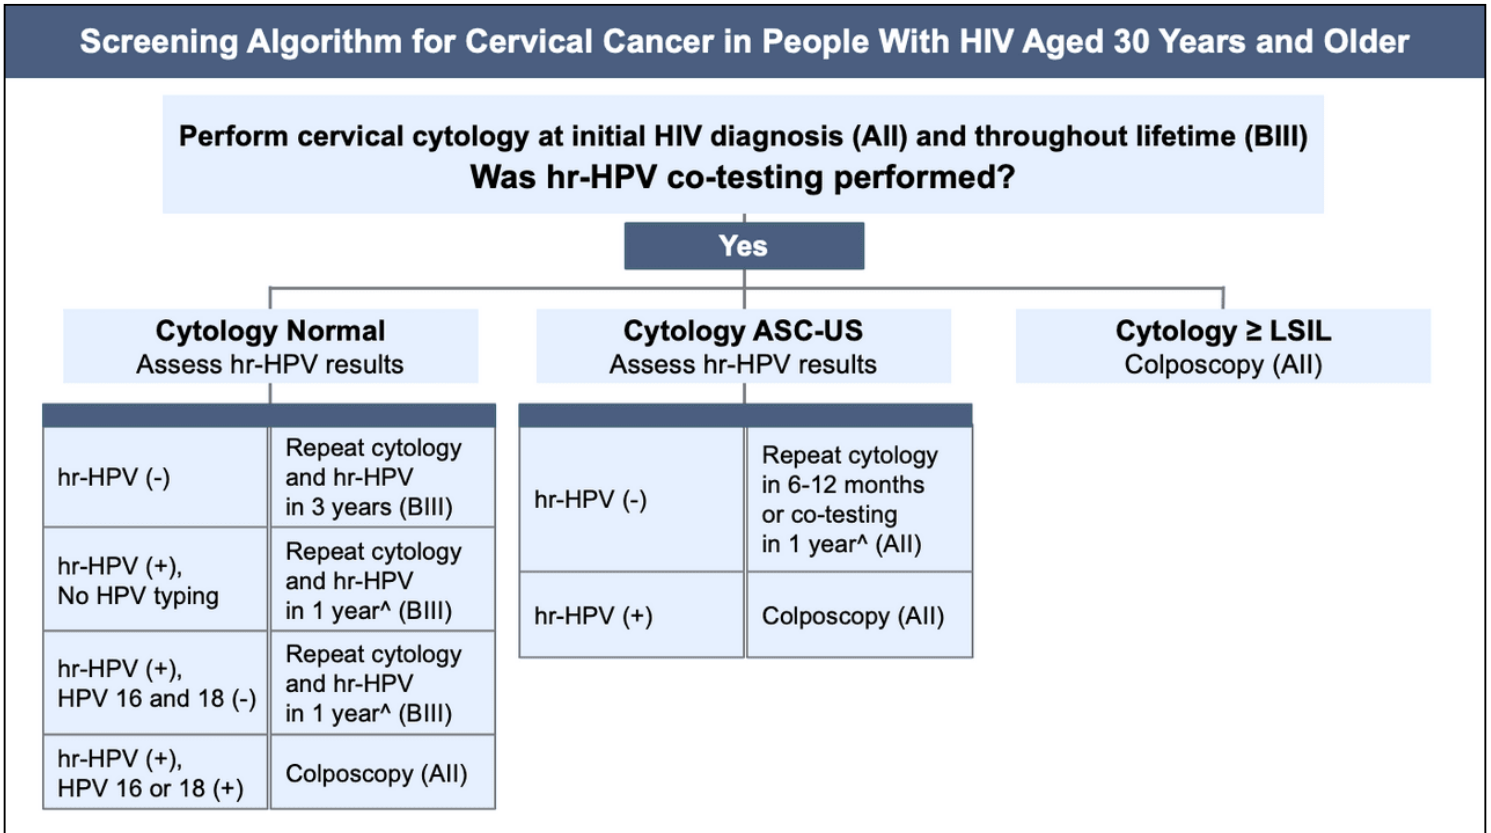 Screening Algorithm for Cervical Cancer in People With HIV Aged 30 Years and Older
Perform cervical cytology at initial HIV diagnosis (AII) and throughout lifetime (BIII)
Was hr-HPV co-testing performed?
Yes
Cytology Normal
Assess hr-HPV results
hr-HPV (-)
Repeat cytology
and hr-HPV
in 3 years (BIII)
hr-HPV (+),
No HPV typing
Repeat cytology
and hr-HPV
in 1 year^ (BIII)
hr-HPV (+),
HPV 16 and 18 (-)
Repeat cytology
and hr-HPV
in 1 year^ (BIII)
hr-HPV (+),
HPV 16 or 18 (+)
Colposcopy (AII)
Cytology ASC-US
Assess hr-HPV results
hr-HPV (-)
Repeat cytology
in 6-12 months
or co-testing
in 1 year^ (AII)
hr-HPV (+)
Colposcopy (AII)
Cytology ≥ LSIL
Colposcopy (AII)